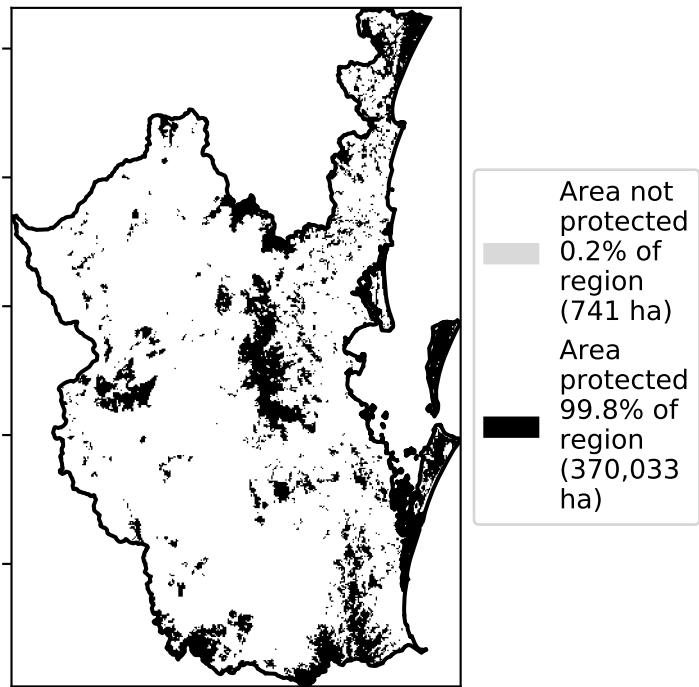 Area not
protected
0.2% of
region
(741 ha)
Area
protected
99.8% of
region
(370,033
ha)